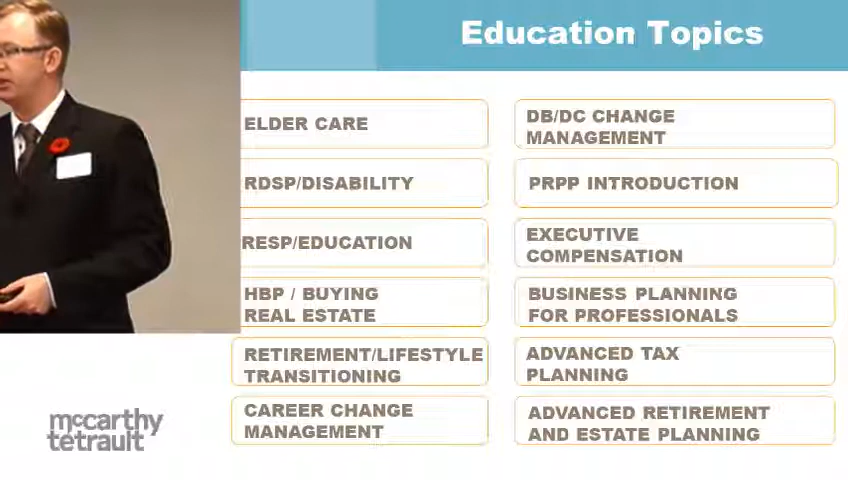 Education Topics
ELDER CARE
RDSP/DISABILITY
RESP/EDUCATION
HBP / BUYING
REAL ESTATE
RETIREMENT/LIFESTYLE
TRANSITIONING
CAREER CHANGE
MANAGEMENT
DB/DC CHANGE
MANAGEMENT
PRPP INTRODUCTION
EXECUTIVE
COMPENSATION
BUSINESS PLANNING
FOR PROFESSIONALS
ADVANCED TAX
PLANNING
ADVANCED RETIREMENT
AND ESTATE PLANNING
mccarthy
tetrault